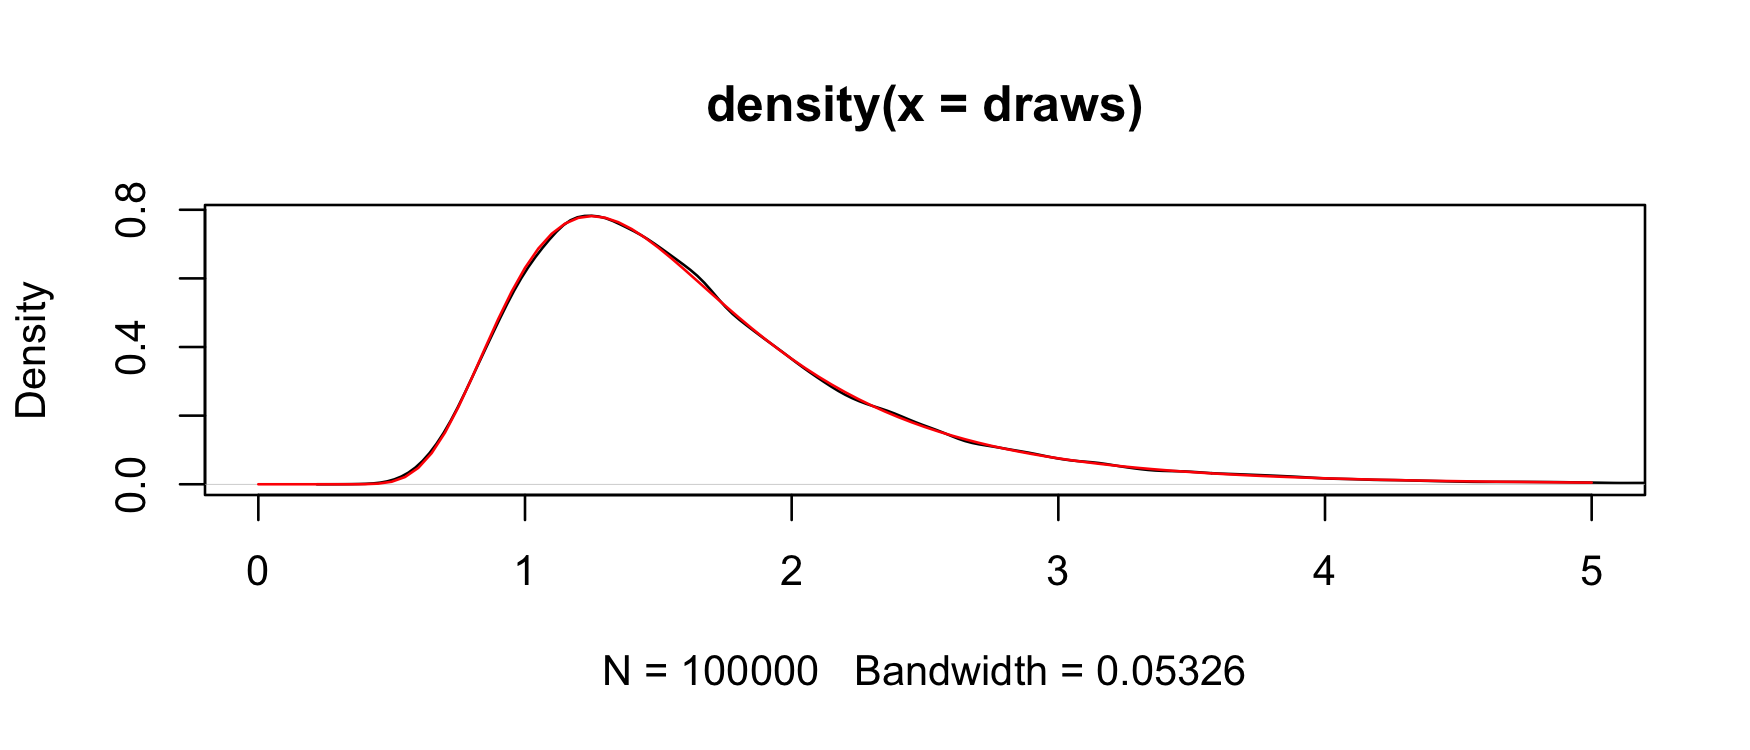 density(x = draws)
Density
0.0 0.4 0.8
0 1 2 3 4 5
N = 100000 Bandwidth = 0.05326